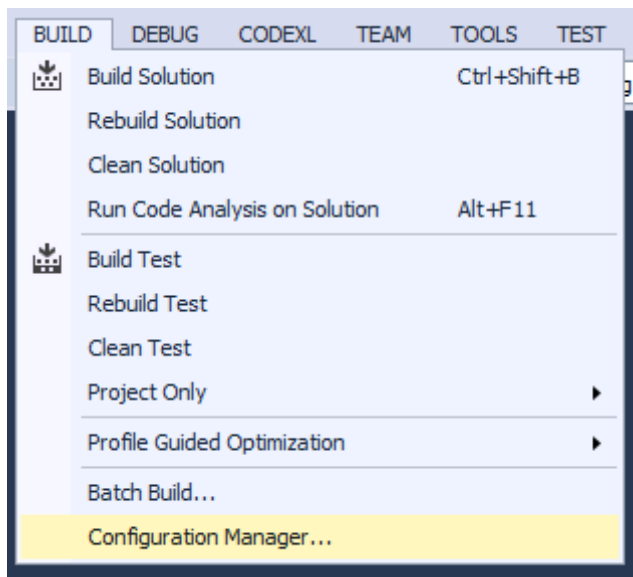 BUILD DEBUG CODEXL TEAM TOOLS TEST
Build Solution Ctrl+Shift+B
Rebuild Solution
Clean Solution
Run Code Analysis on Solution Alt+F11
Build Test
Rebuild Test
Clean Test
Project Only
Profile Guided Optimization
Batch Build...
Configuration Manager...